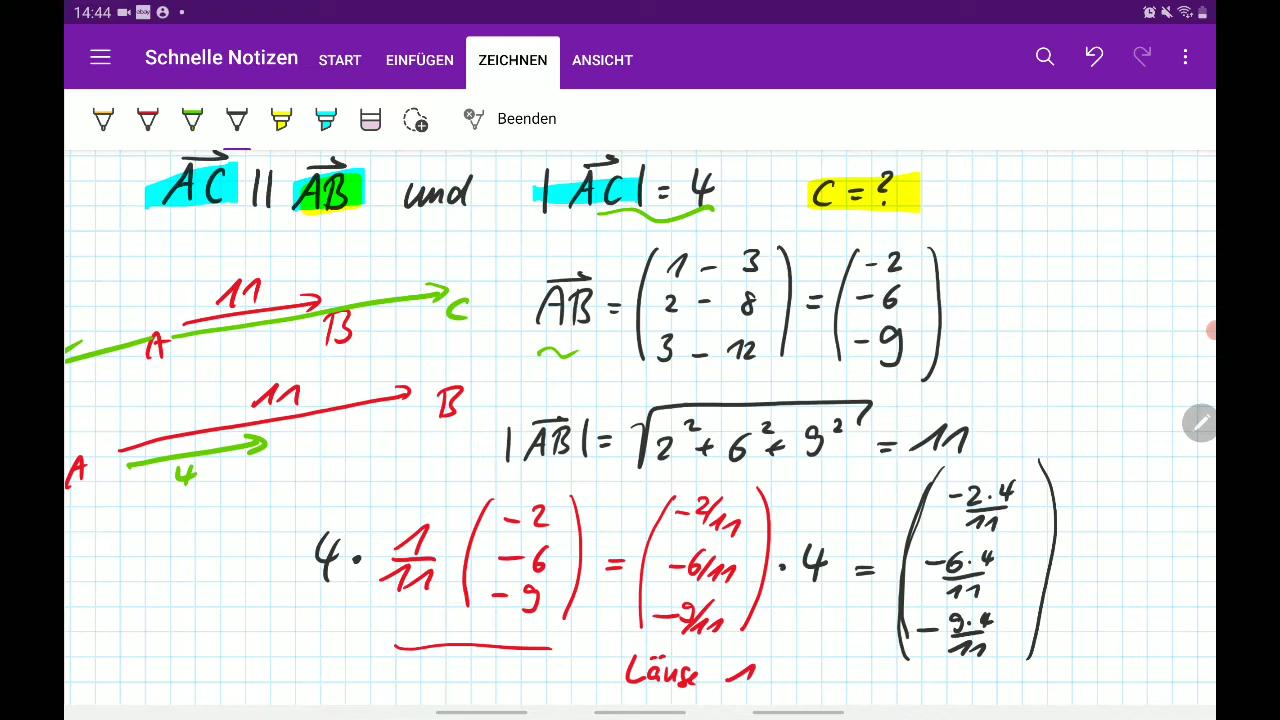 14:44 ebay
Schnelle Notizen START EINFÜGEN ZEICHNEN ANSICHT
Beenden
AC || AB und |AC| = 4 C = ?
11
A B C
AB = (1 - 3 2 - 8 3 - 12) = (-2 -6 -9)
11
A B
4
|AB| = √2² + 6² + 9² = 11
4 · 1/11 (-2 -6 -9) = (-2/11 -6/11 -9/11) · 4 = (-2·4/11 -6·4/11 -9·4/11)
Länge 1